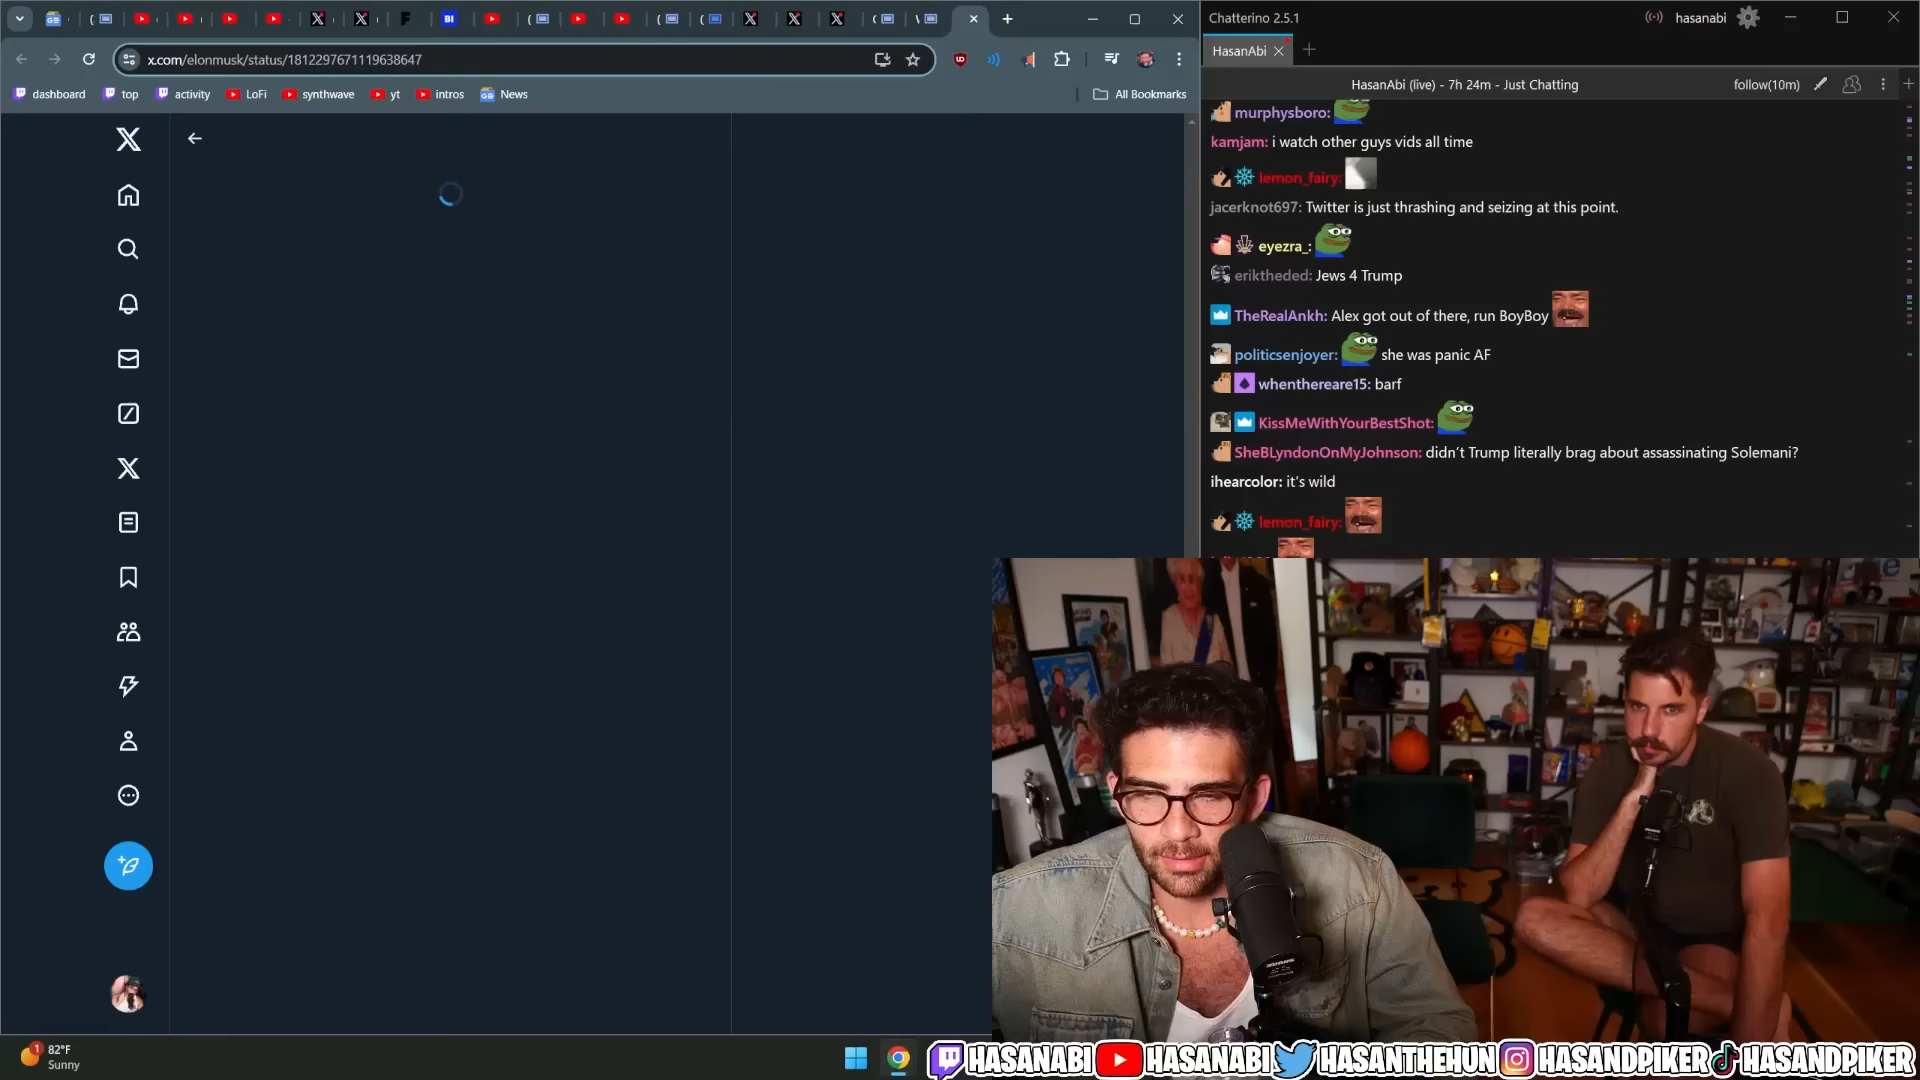 x.com/elonmusk/status/1812297671119638647
dashboard
top
activity
LoFi
synthwave
yt
intros
News
All Bookmarks
Chatterino 2.5.1
hasanabi
HasanAbi
HasanAbi (live) - 7h 24m - Just Chatting
follow(10m)
murphysboro:
kamjam: i watch other guys vids all time
lemon_fairy:
jacerknot697: Twitter is just thrashing and seizing at this point.
eyezra_:
eriktheded: Jews 4 Trump
TheRealAnkh: Alex got out of there, run BoyBoy
politicsenjoyer: she was panic AF
whenthereare15: barf
KissMeWithYourBestShot:
SheBLyndonOnMyJohnson: didn't Trump literally brag about assassinating Solemani?
ihearcolor: it's wild
lemon_fairy:
1
82°F
Sunny
HASANABI
HASANABI
HASANTHEHUN
HASANDPIKER
HASANDPIKER